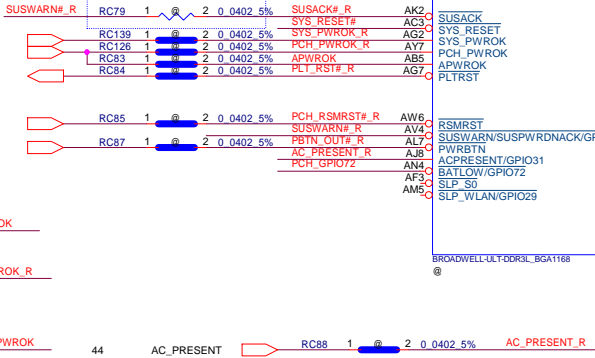 SUSWARN#_R RC79 1 @ 2 0_0402_5% SUSACK#_R AK2 SUSACK
SYS_RESET# AC3 SYS_RESET
RC139 1 @ 2 0_0402_5% SYS_PWROK_R AG2 SYS_PWROK
RC126 1 @ 2 0_0402_5% PCH_PWROK_R AY7 PCH_PWROK
RC83 1 @ 2 0_0402_5% APWROK AB5 APWROK
RC84 1 @ 2 0_0402_5% PLT_RST#_R AG7 PLTRST
RC85 1 @ 2 0_0402_5% PCH_RSMRST#_R AW6 RSMRST
SUSWARN#_R AV4 SUSWARN/SUSPWRDNACK/GP
RC87 1 @ 2 0_0402_5% PBTN_OUT#_R AL7 PWRBTN
AC_PRESENT_R AJ8 ACPRESENT/GPIO31
PCH_GPIO72 AN4 BATLOW/GPIO72
AF3 SLP_S0
AM5 SLP_WLAN/GPIO29
OK
BROADWELL-ULT-DDR3L_BGA1168
ROK_R @
PWROK 44 AC_PRESENT RC88 1 @ 2 0_0402_5% AC_PRESENT_R